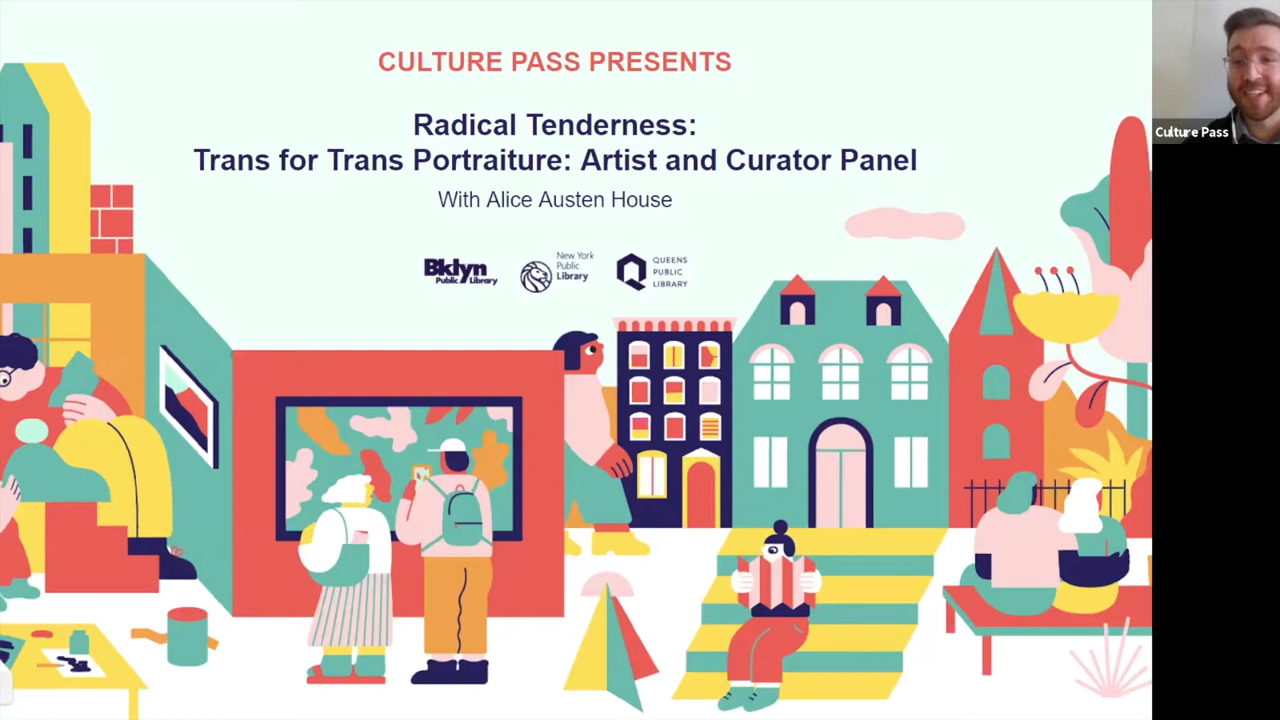 CULTURE PASS PRESENTS
Radical Tenderness:
Trans for Trans Portraiture: Artist and Curator Panel
With Alice Austen House
Bklyn
Public Library
New York
Public
Library
QUEENS
PUBLIC
LIBRARY
Culture Pass